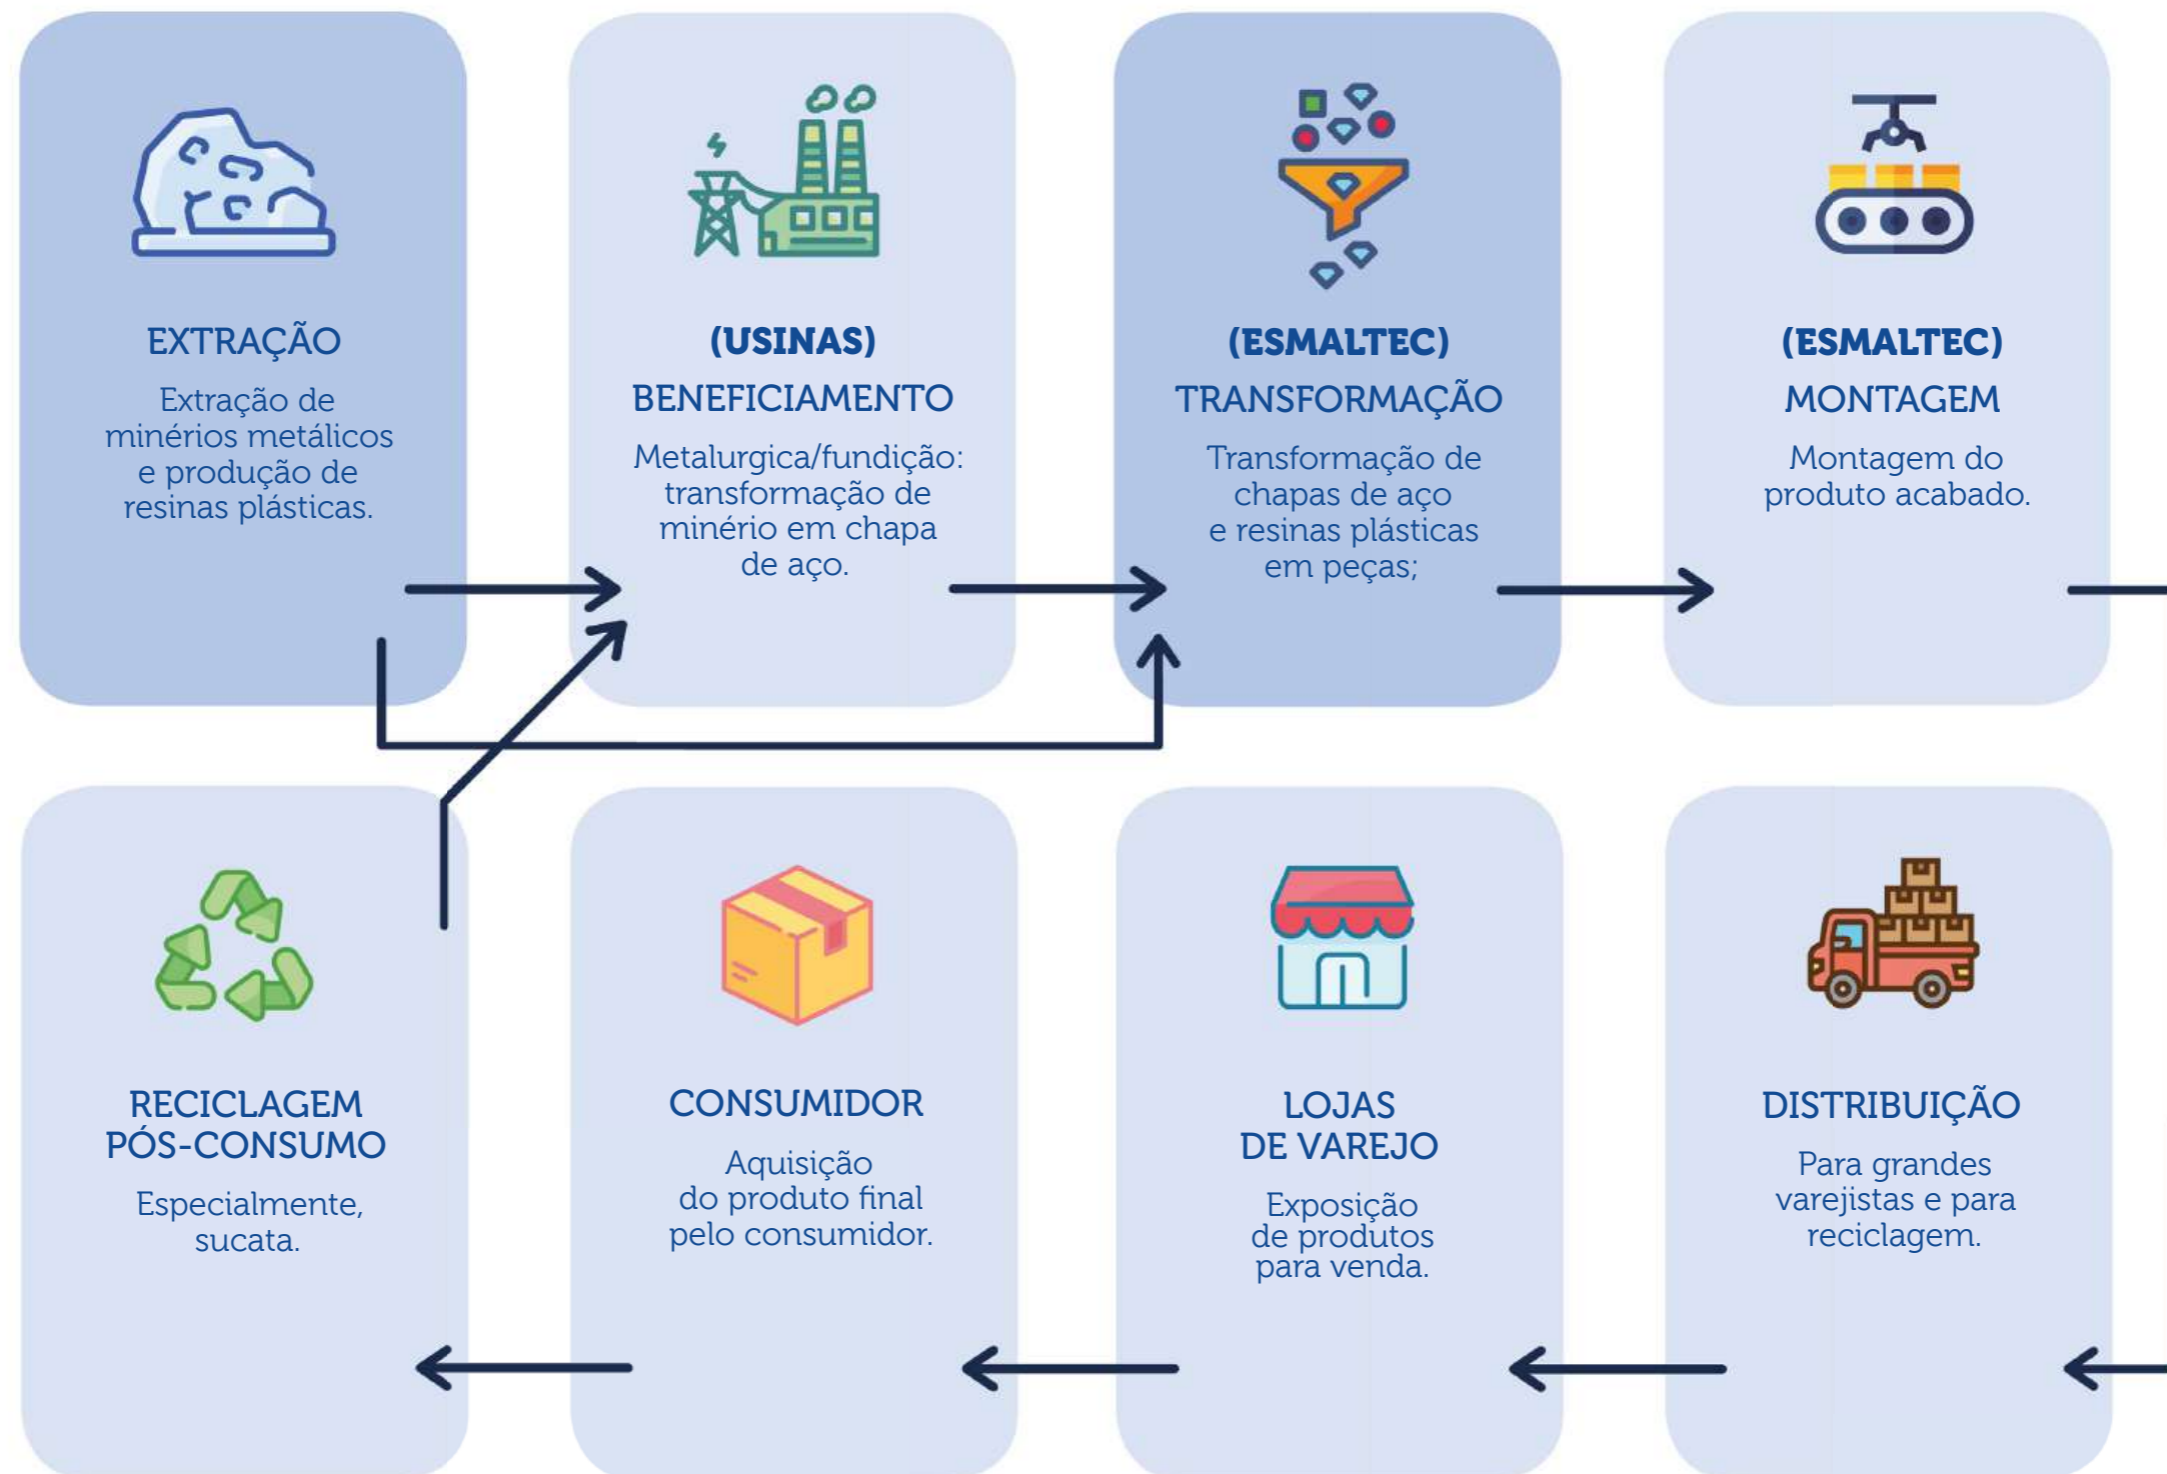 EXTRAÇÃO
Extração de
minérios metálicos
e produção de
resinas plásticas.
(USINAS)
BENEFICIAMENTO
Metalurgica/fundição:
transformação de
minério em chapa
de aço.
(ESMALTEC)
TRANSFORMAÇÃO
Transformação de
chapas de aço
e resinas plásticas
em peças;
(ESMALTEC)
MONTAGEM
Montagem do
produto acabado.
RECICLAGEM
PÓS-CONSUMO
Especialmente,
sucata.
CONSUMIDOR
Aquisição
do produto final
pelo consumidor.
LOJAS
DE VAREJO
Exposição
de produtos
para venda.
DISTRIBUIÇÃO
Para grandes
varejistas e para
reciclagem.